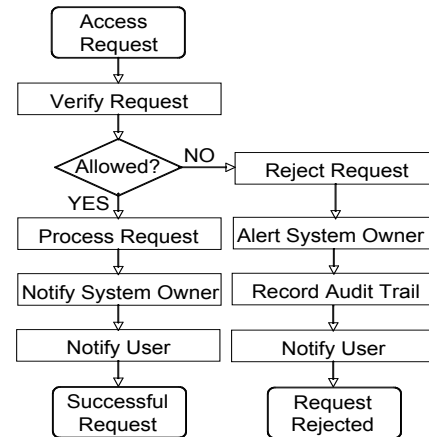 Access
Request
Verify Request
Allowed?
NO
YES
Reject Request
Process Request
Alert System Owner
Notify System Owner
Record Audit Trail
Notify User
Notify User
Successful
Request
Request
Rejected